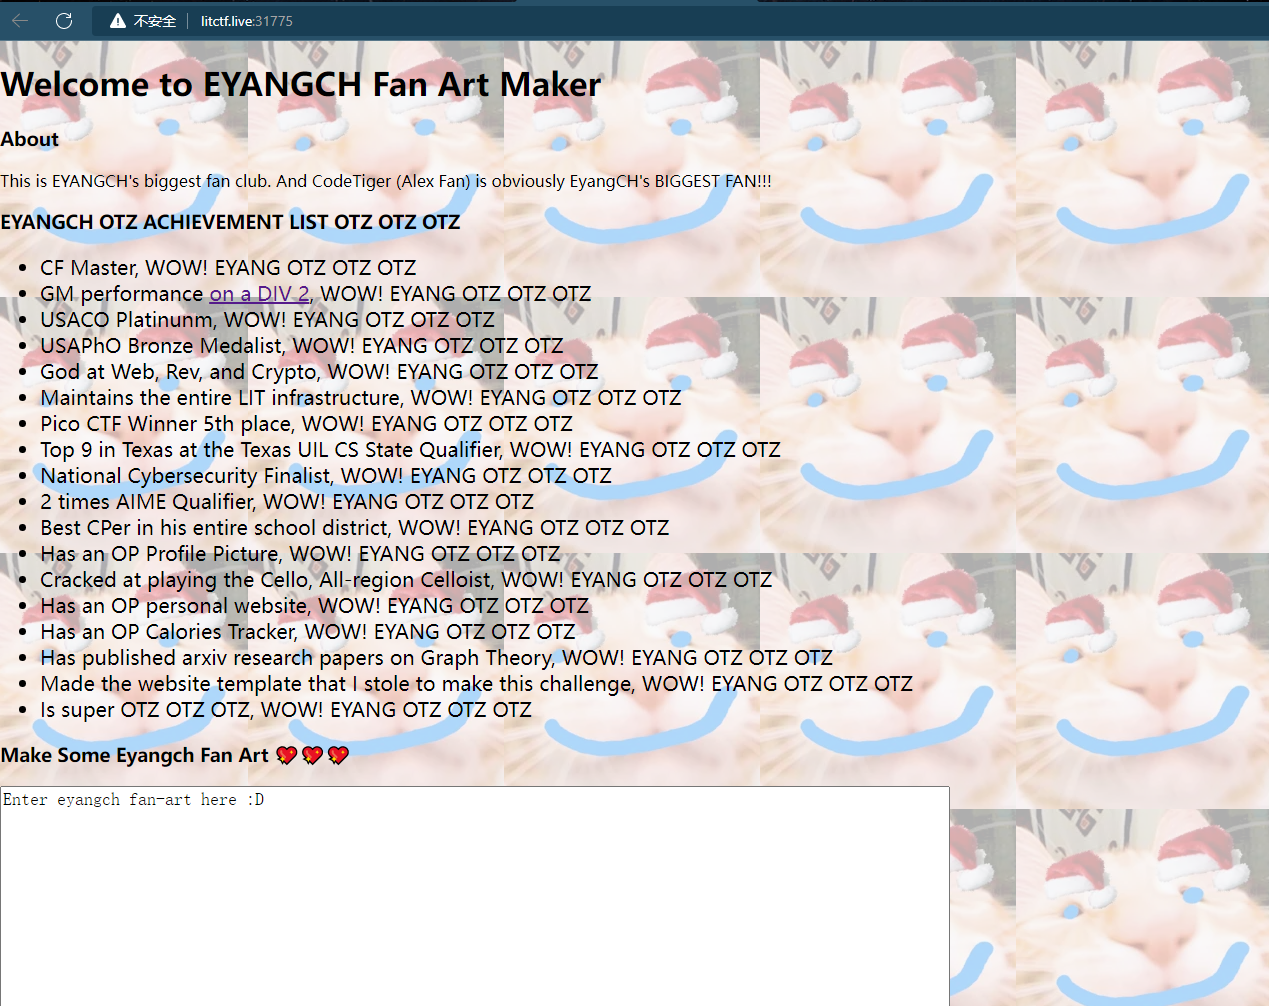 不安全 litctf.live:31775
Welcome to EYANGCH Fan Art Maker
About
This is EYANGCH's biggest fan club. And CodeTiger (Alex Fan) is obviously EyangCH's BIGGEST FAN!!!
EYANGCH OTZ ACHIEVEMENT LIST OTZ OTZ OTZ
• CF Master, WOW! EYANG OTZ OTZ OTZ
• GM performance on a DIV 2, WOW! EYANG OTZ OTZ OTZ
• USACO Platinunm, WOW! EYANG OTZ OTZ OTZ
• USAPhO Bronze Medalist, WOW! EYANG OTZ OTZ OTZ
• God at Web, Rev, and Crypto, WOW! EYANG OTZ OTZ OTZ
• Maintains the entire LIT infrastructure, WOW! EYANG OTZ OTZ OTZ
• Pico CTF Winner 5th place, WOW! EYANG OTZ OTZ OTZ
• Top 9 in Texas at the Texas UIL CS State Qualifier, WOW! EYANG OTZ OTZ OTZ
• National Cybersecurity Finalist, WOW! EYANG OTZ OTZ OTZ
• 2 times AIME Qualifier, WOW! EYANG OTZ OTZ OTZ
• Best CPer in his entire school district, WOW! EYANG OTZ OTZ OTZ
• Has an OP Profile Picture, WOW! EYANG OTZ OTZ OTZ
• Cracked at playing the Cello, All-region Celloist, WOW! EYANG OTZ OTZ OTZ
• Has an OP personal website, WOW! EYANG OTZ OTZ OTZ
• Has an OP Calories Tracker, WOW! EYANG OTZ OTZ OTZ
• Has published arxiv research papers on Graph Theory, WOW! EYANG OTZ OTZ OTZ
• Made the website template that I stole to make this challenge, WOW! EYANG OTZ OTZ OTZ
• Is super OTZ OTZ OTZ, WOW! EYANG OTZ OTZ OTZ
Make Some Eyangch Fan Art 💖💖💖
Enter eyangch fan-art here :D